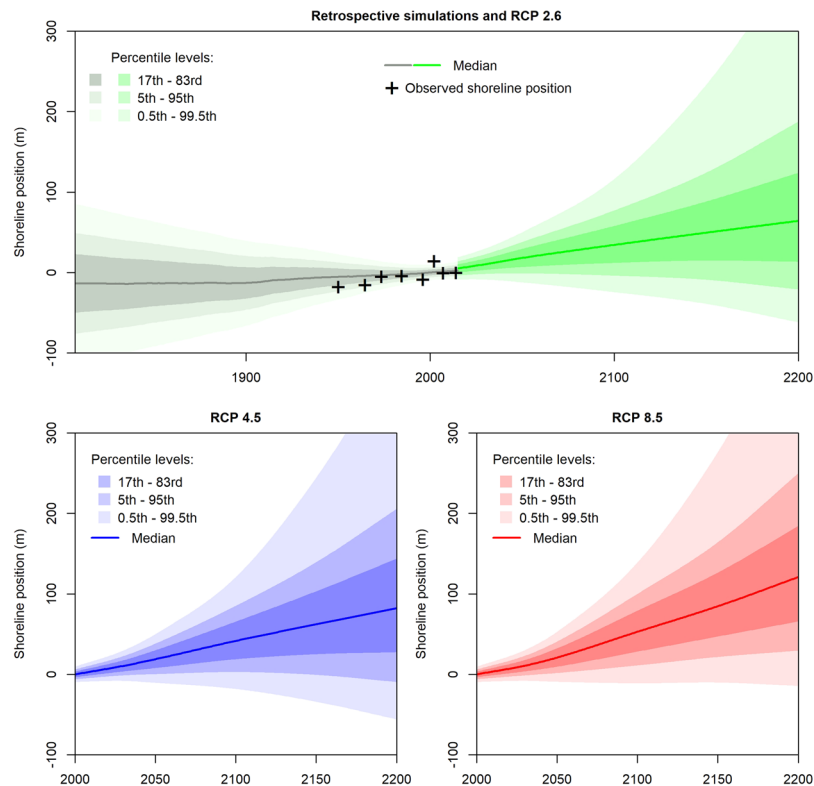 Retrospective simulations and RCP 2.6
Shoreline position (m)
300
200
100
0
-100
Percentile levels:
17th - 83rd
5th - 95th
0.5th - 99.5th
Median
Observed shoreline position
1900
2000
2100
2200
RCP 4.5
Shoreline position (m)
300
200
100
0
-100
Percentile levels:
17th - 83rd
5th - 95th
0.5th - 99.5th
Median
2000
2050
2100
2150
2200
RCP 8.5
Shoreline position (m)
300
200
100
0
-100
Percentile levels:
17th - 83rd
5th - 95th
0.5th - 99.5th
Median
2000
2050
2100
2150
2200